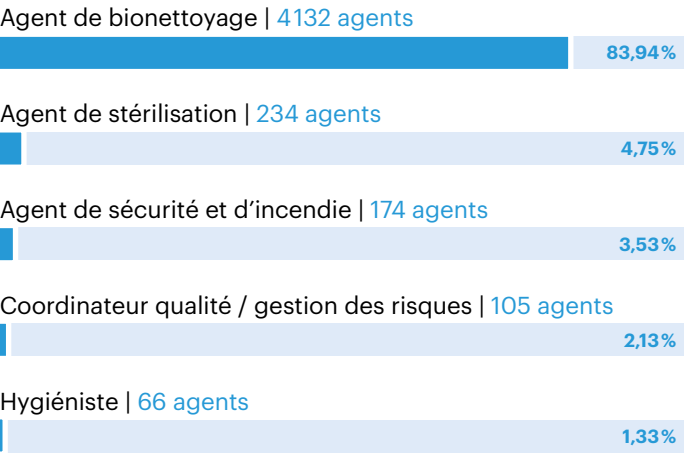 Agent de bionettoyage | 4132 agents
83,94%
Agent de stérilisation | 234 agents
4,75%
Agent de sécurité et d’incendie | 174 agents
3,53%
Coordinateur qualité / gestion des risques | 105 agents
2,13%
Hygiéniste | 66 agents
1,33%